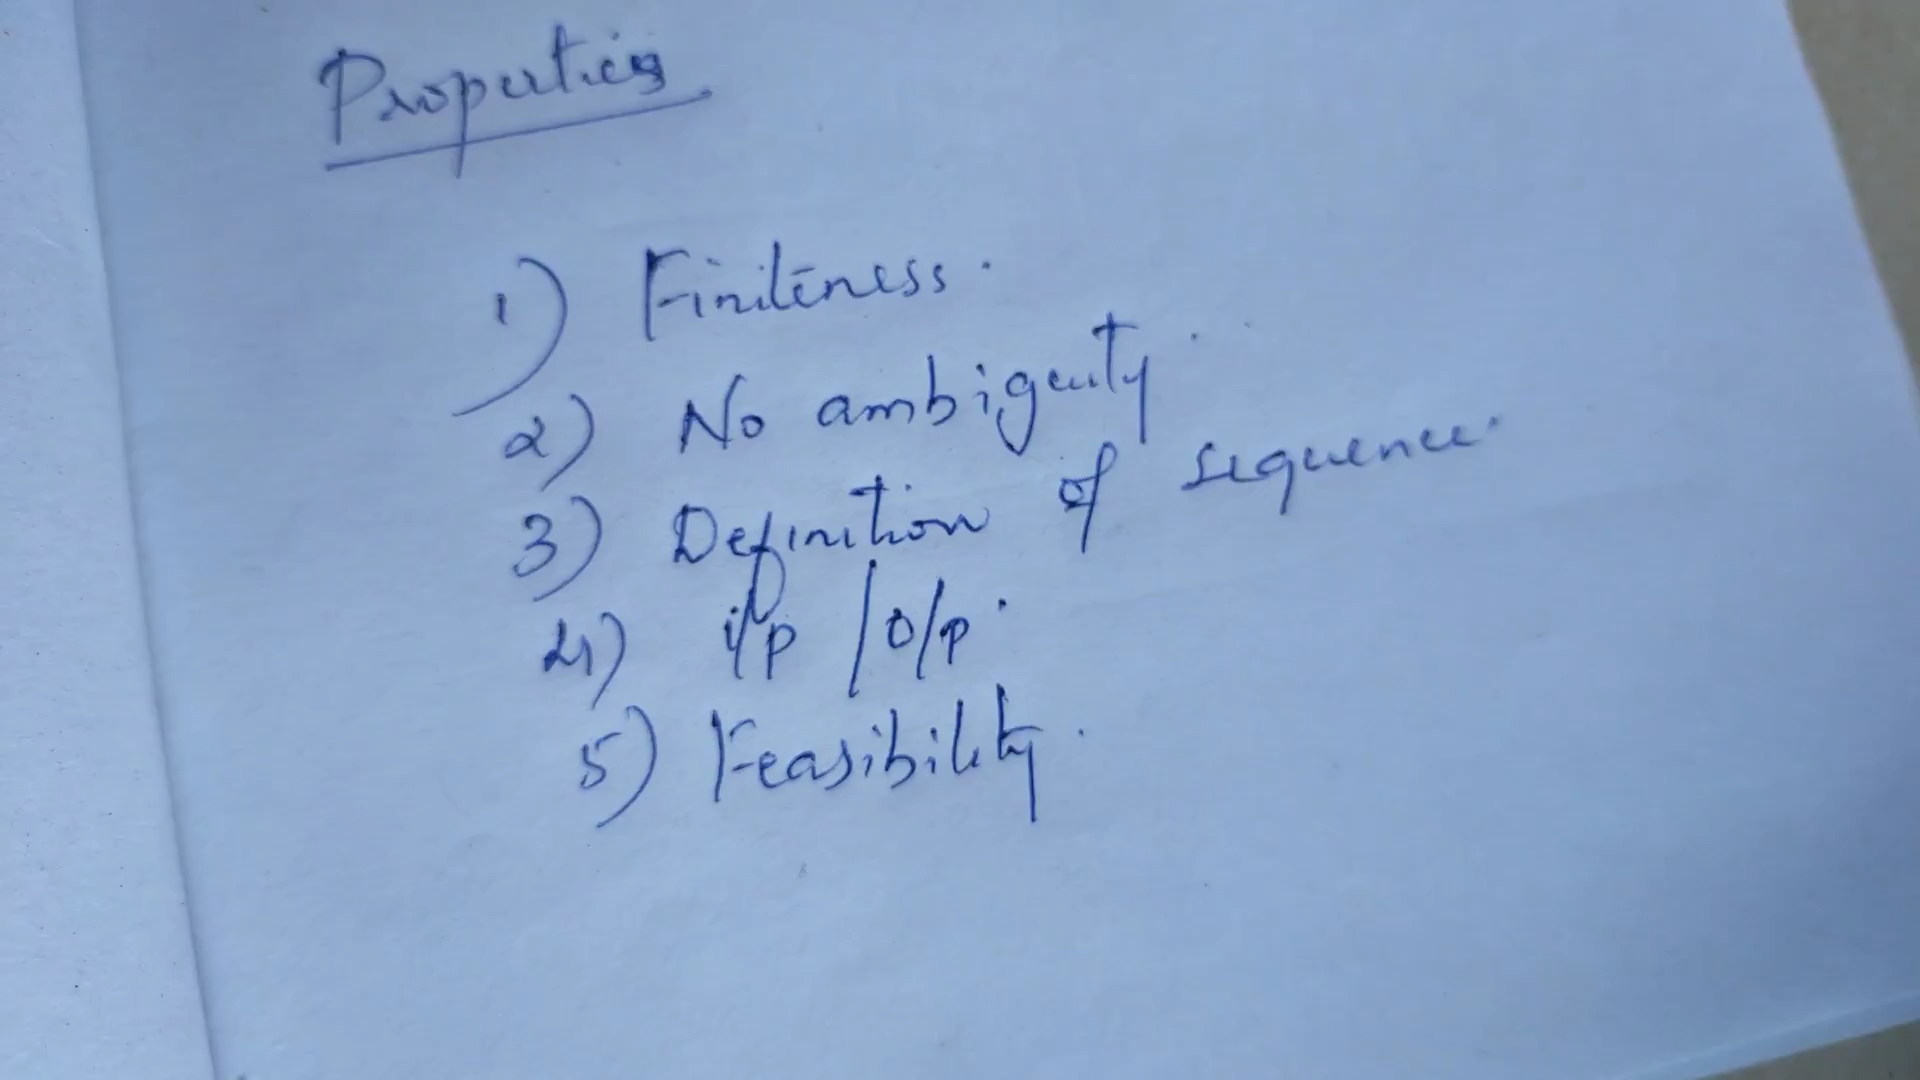 Properties
1) Finiteness.
2) No ambiguity.
3) Definition of sequence.
4) i/p / o/p.
5) Feasibility.